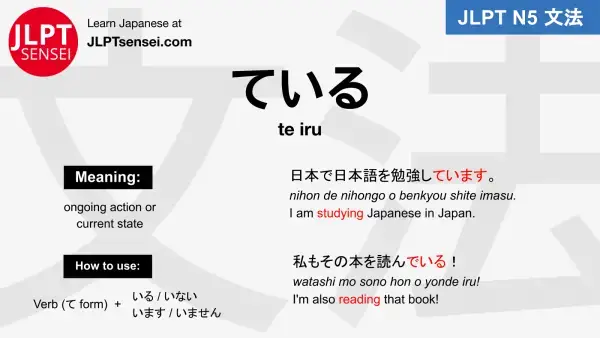 JLPT
SENSEI
Learn Japanese at
JLPTsensei.com
JLPT N5 文法
文法
ている
te iru
Meaning:
ongoing action or
current state
How to use:
Verb (て form) + いる / いない
います / いません
日本で日本語を勉強しています。
nihon de nihongo o benkyou shite imasu.
I am studying Japanese in Japan.
私もその本を読んでいる！
watashi mo sono hon o yonde iru!
I'm also reading that book!